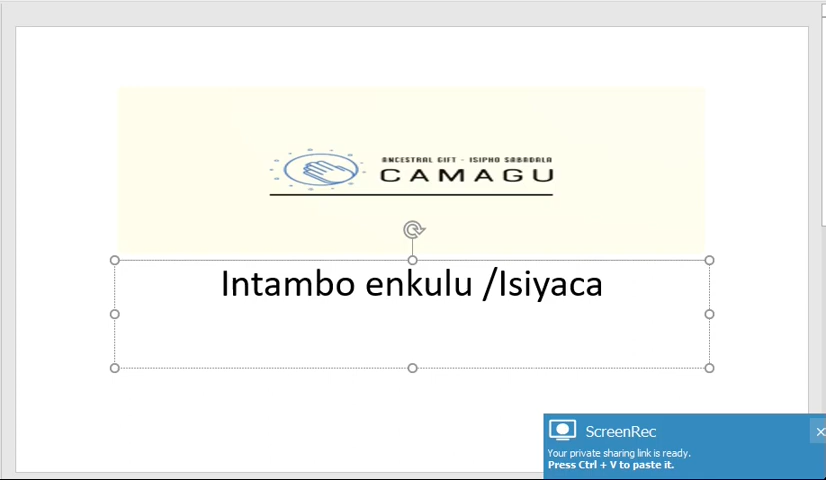 ANCESTRAL GIFT - ISIPHO SABADALA
CAMAGU
Intambo enkulu /Isiyaca
ScreenRec
Your private sharing link is ready.
Press Ctrl + V to paste it.